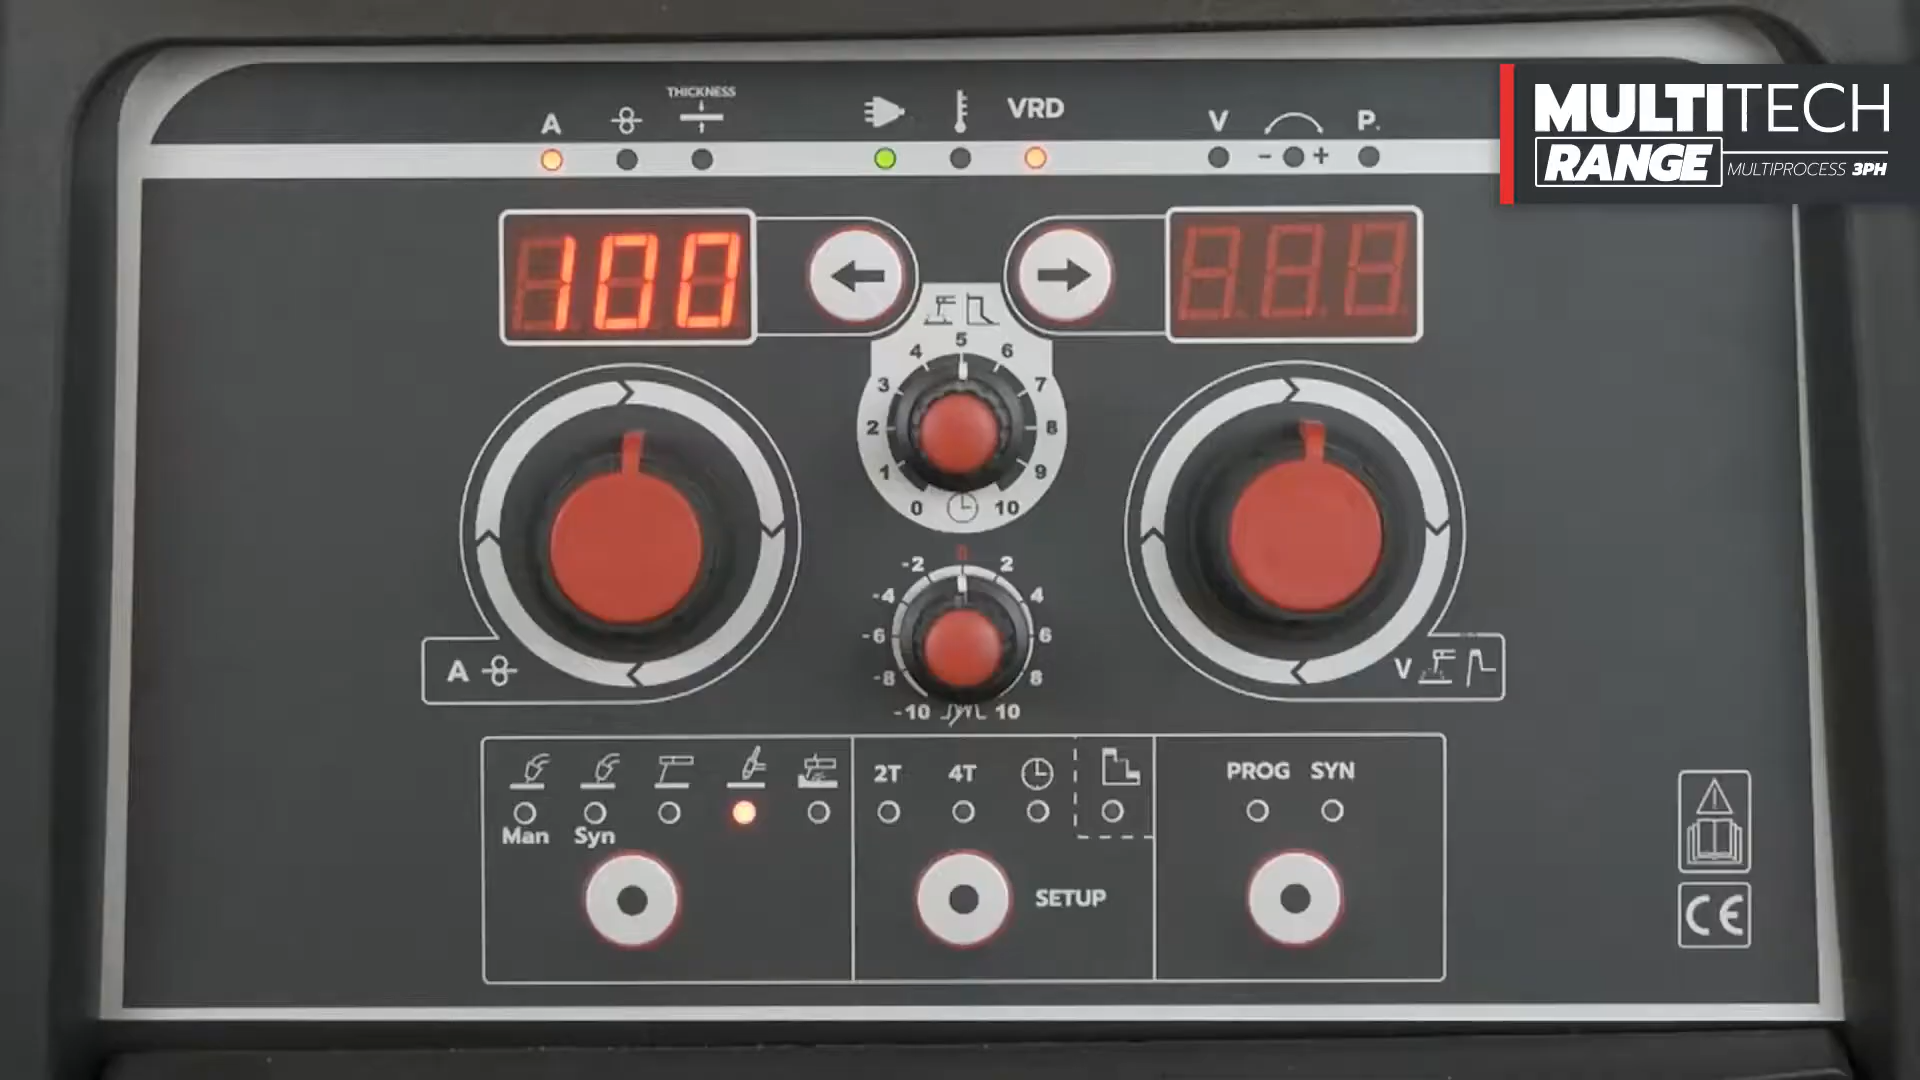 MULTITECH
RANGE MULTIPROCESS 3PH
THICKNESS
A
VRD
V
P.
- +
100
5
4 6
3 7
2 8
1 9
0 10
0
-2 2
-4 4
-6 6
-8 8
-10 10
A
V
2T 4T
PROG SYN
Man Syn
SETUP
CE